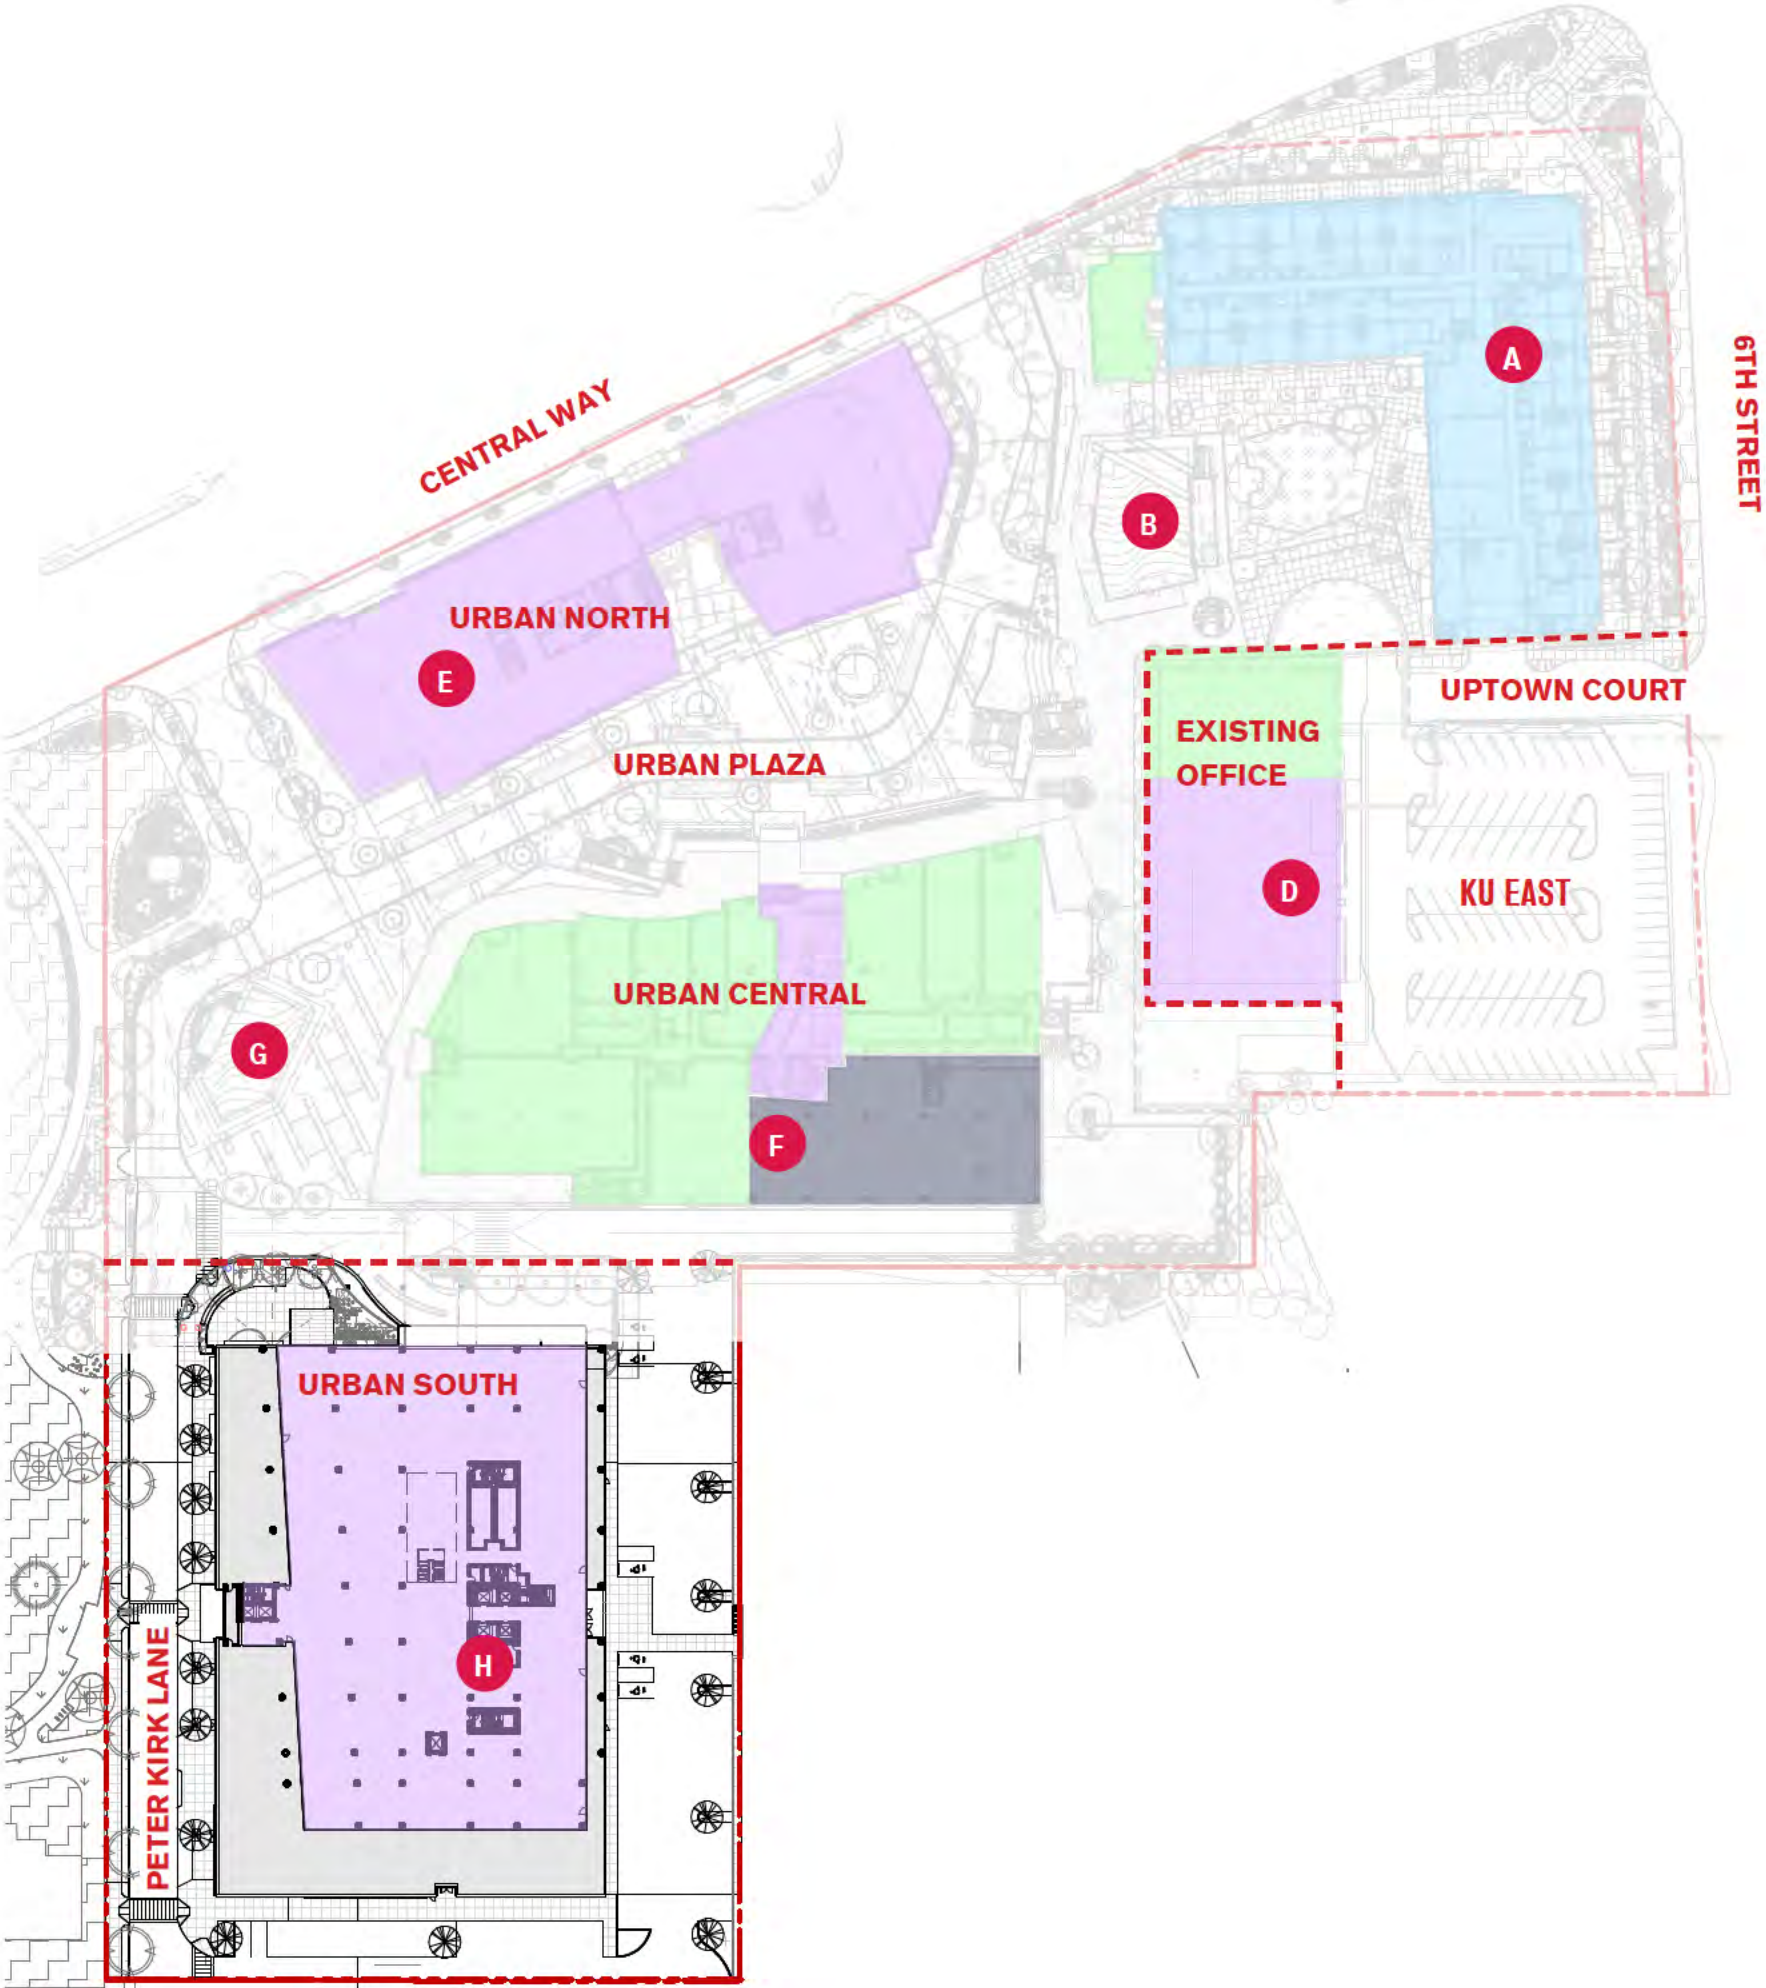 A
6TH STREET
CENTRAL WAY
B
URBAN NORTH
E
UPTOWN COURT
EXISTING
OFFICE
URBAN PLAZA
D
KU EAST
URBAN CENTRAL
G
F
URBAN SOUTH
H
PETER KIRK LANE